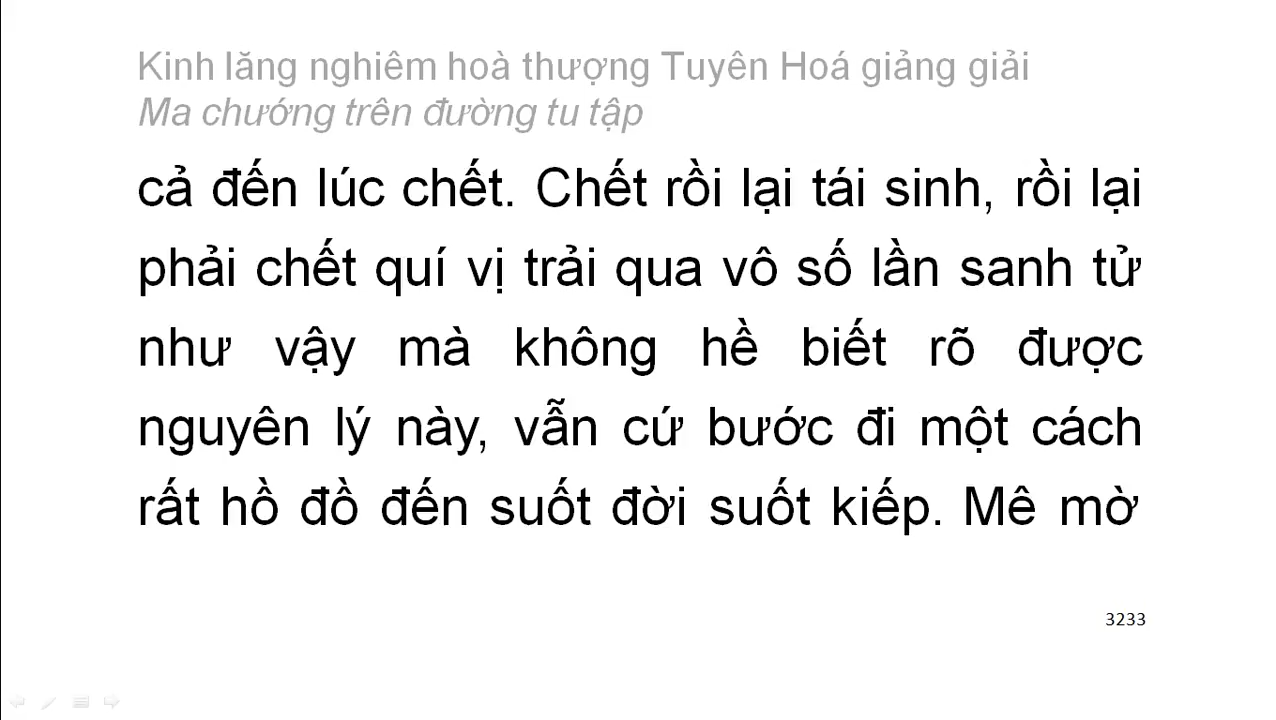 Kinh lăng nghiêm hoà thượng Tuyên Hoá giảng giải
Ma chướng trên đường tu tập
cả đến lúc chết. Chết rồi lại tái sinh, rồi lại
phải chết quí vị trải qua vô số lần sanh tử
như vậy mà không hề biết rõ được
nguyên lý này, vẫn cứ bước đi một cách
rất hồ đồ đến suốt đời suốt kiếp. Mê mờ
3233